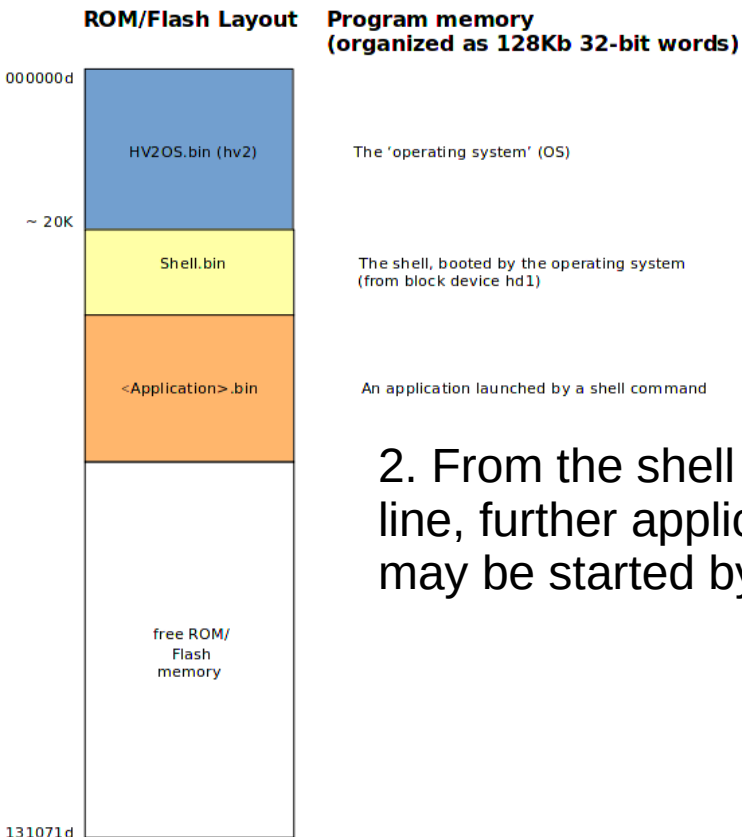 ROM/Flash Layout
Program memory
(organized as 128Kb 32-bit words)
000000d
HV2OS.bin (hv2)
The ‘operating system’ (OS)
~ 20K
Shell.bin
The shell, booted by the operating system
(from block device hd1)
<Application>.bin
An application launched by a shell command
2. From the shell
line, further applic
may be started by
free ROM/
Flash
memory
131071d